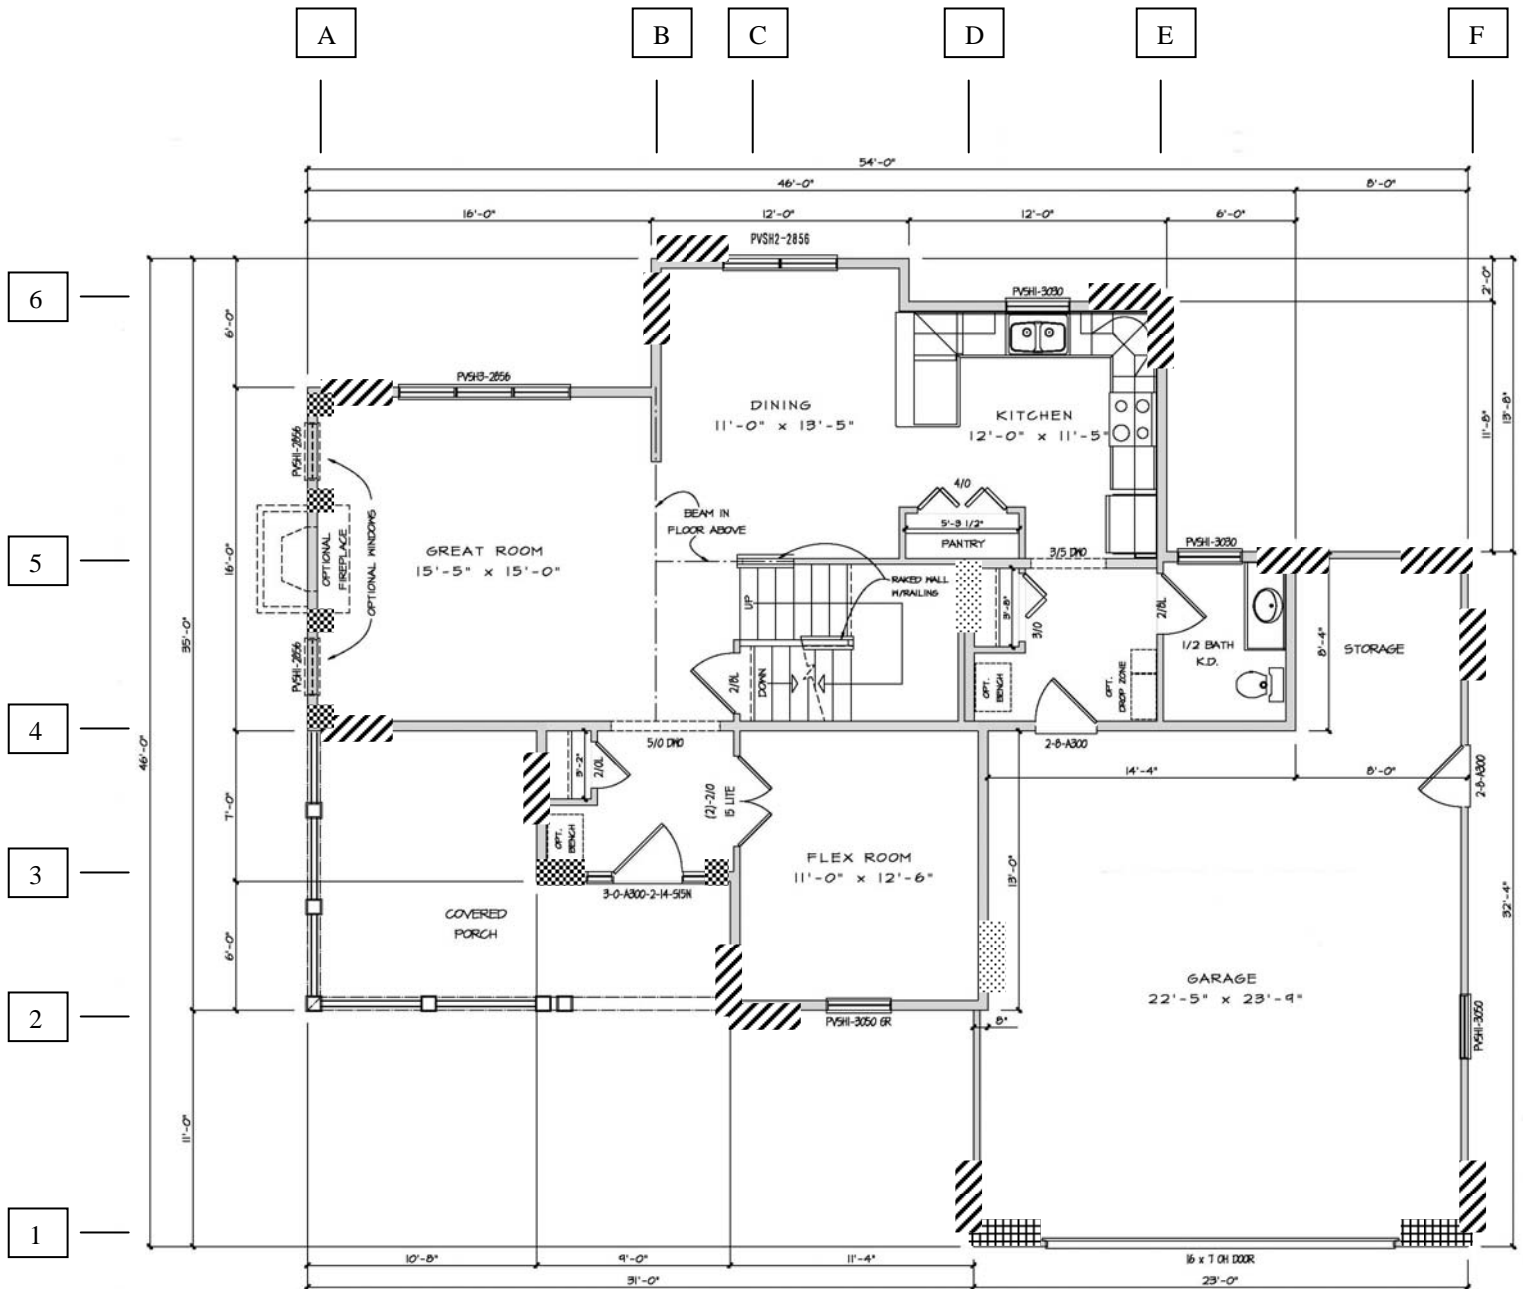 A
B
C
D
E
F
54'-0"
46'-0"
8'-0"
16'-0"
12'-0"
12'-0"
6'-0"
PVSH2-2856
6
PVSH1-3030
2'-0"
6'-0"
PVSH3-2856
DINING
11'-0" x 13'-5"
KITCHEN
12'-0" x 11'-5"
11'-8"
13'-8"
PVSH1-2856
4/0
BEAM IN
FLOOR ABOVE
5'-3 1/2"
PANTRY
OPTIONAL WINDOWS
OPTIONAL
FIREPLACE
5
GREAT ROOM
15'-5" x 15'-0"
16'-0"
3/5 DWO
PVSH1-3030
RAKED WALL
W/RAILING
UP
3'-8"
3/0
2/8L
35'-0"
1/2 BATH
K.D.
8'-4"
STORAGE
PVSH1-2856
2/8L
DOWN
OPT.
BENCH
OPT.
DROP ZONE
4
5/0 DWO
2-8-A300
46'-0"
3'-2"
2/0L
14'-4"
8'-0"
2-8-A300
7'-0"
(2)-2/0
15 LITE
OPT.
BENCH
3
FLEX ROOM
11'-0" x 12'-6"
13'-0"
3-0-A300-2-14-S15N
32'-4"
COVERED
PORCH
6'-0"
GARAGE
22'-5" x 23'-9"
2
PVSH1-3050 GR
8"
PVSH1-3050
11'-0"
1
10'-8"
9'-0"
11'-4"
16 x 7 OH DOOR
31'-0"
23'-0"